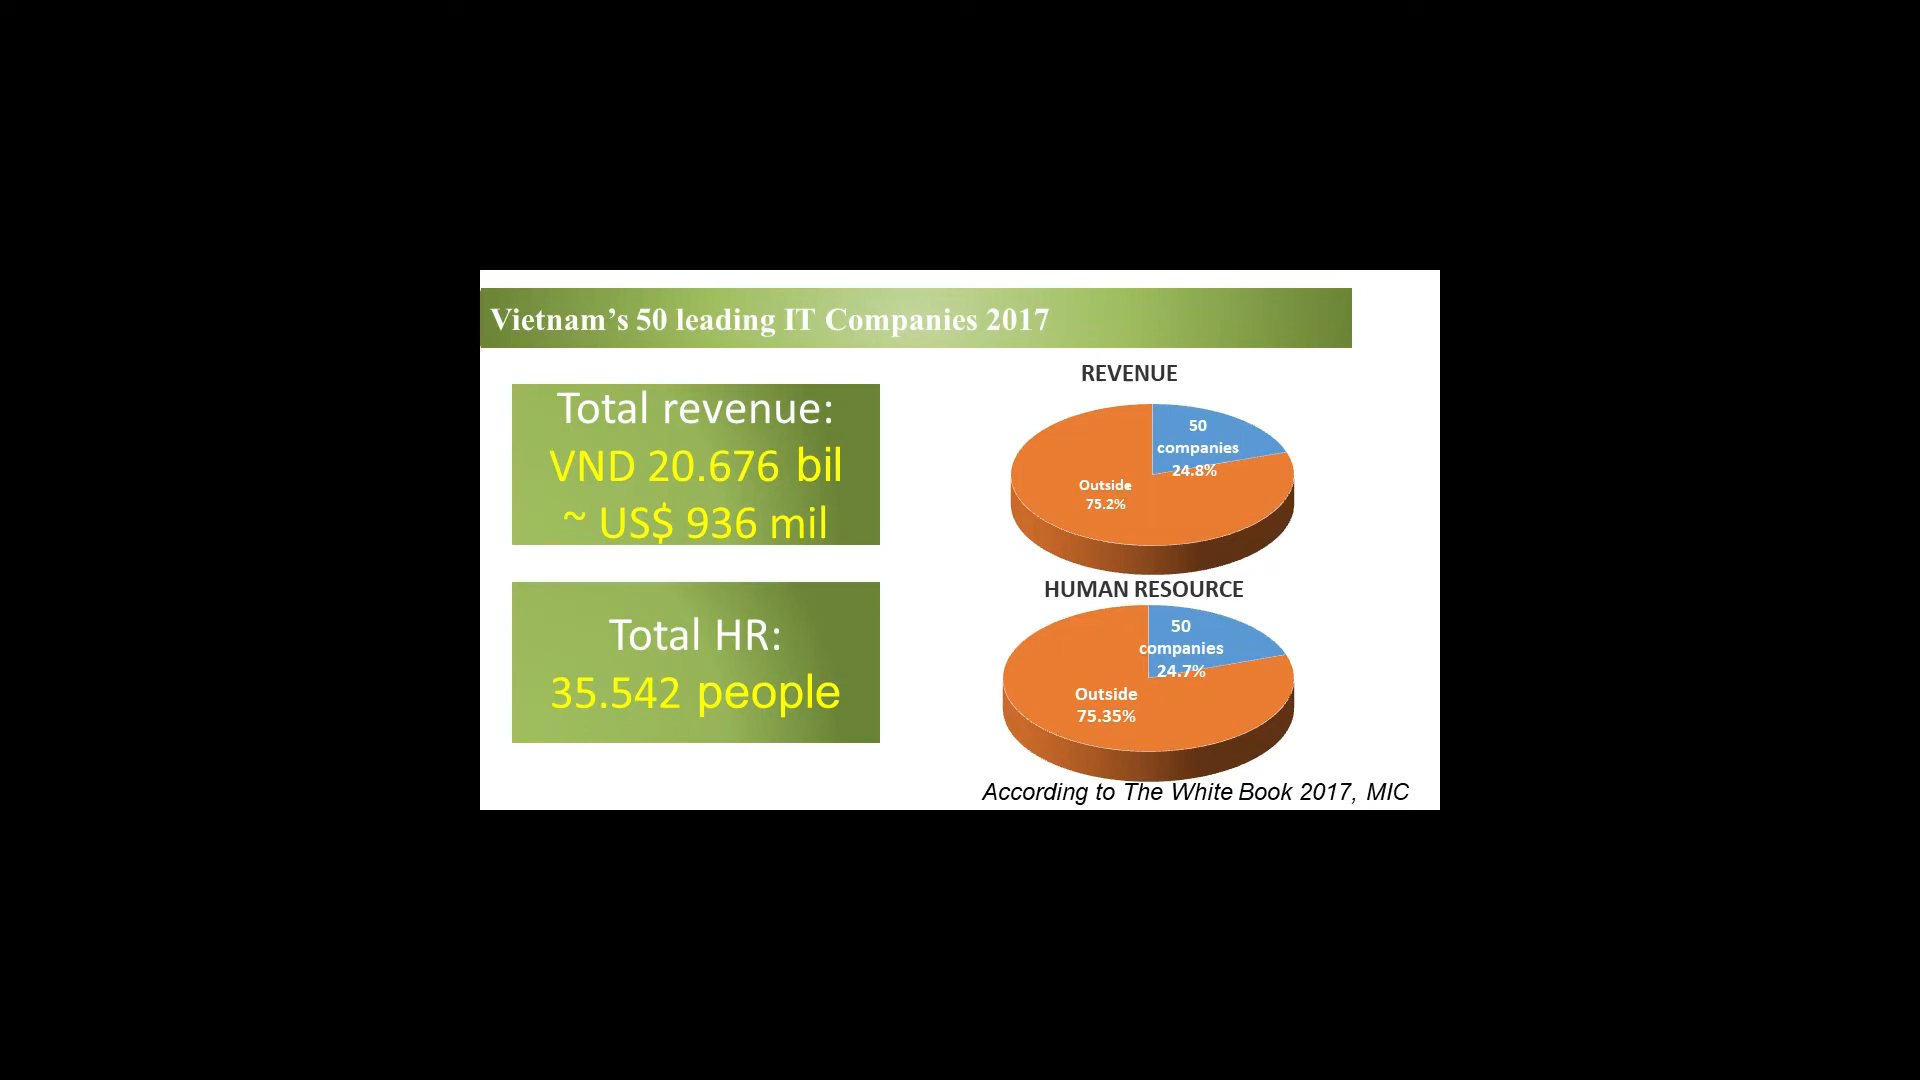 Vietnam’s 50 leading IT Companies 2017
Total revenue:
VND 20.676 bil
~ US$ 936 mil
Total HR:
35.542 people
REVENUE
50
companies
24.8%
Outside
75.2%
HUMAN RESOURCE
50
companies
24.7%
Outside
75.35%
According to The White Book 2017, MIC